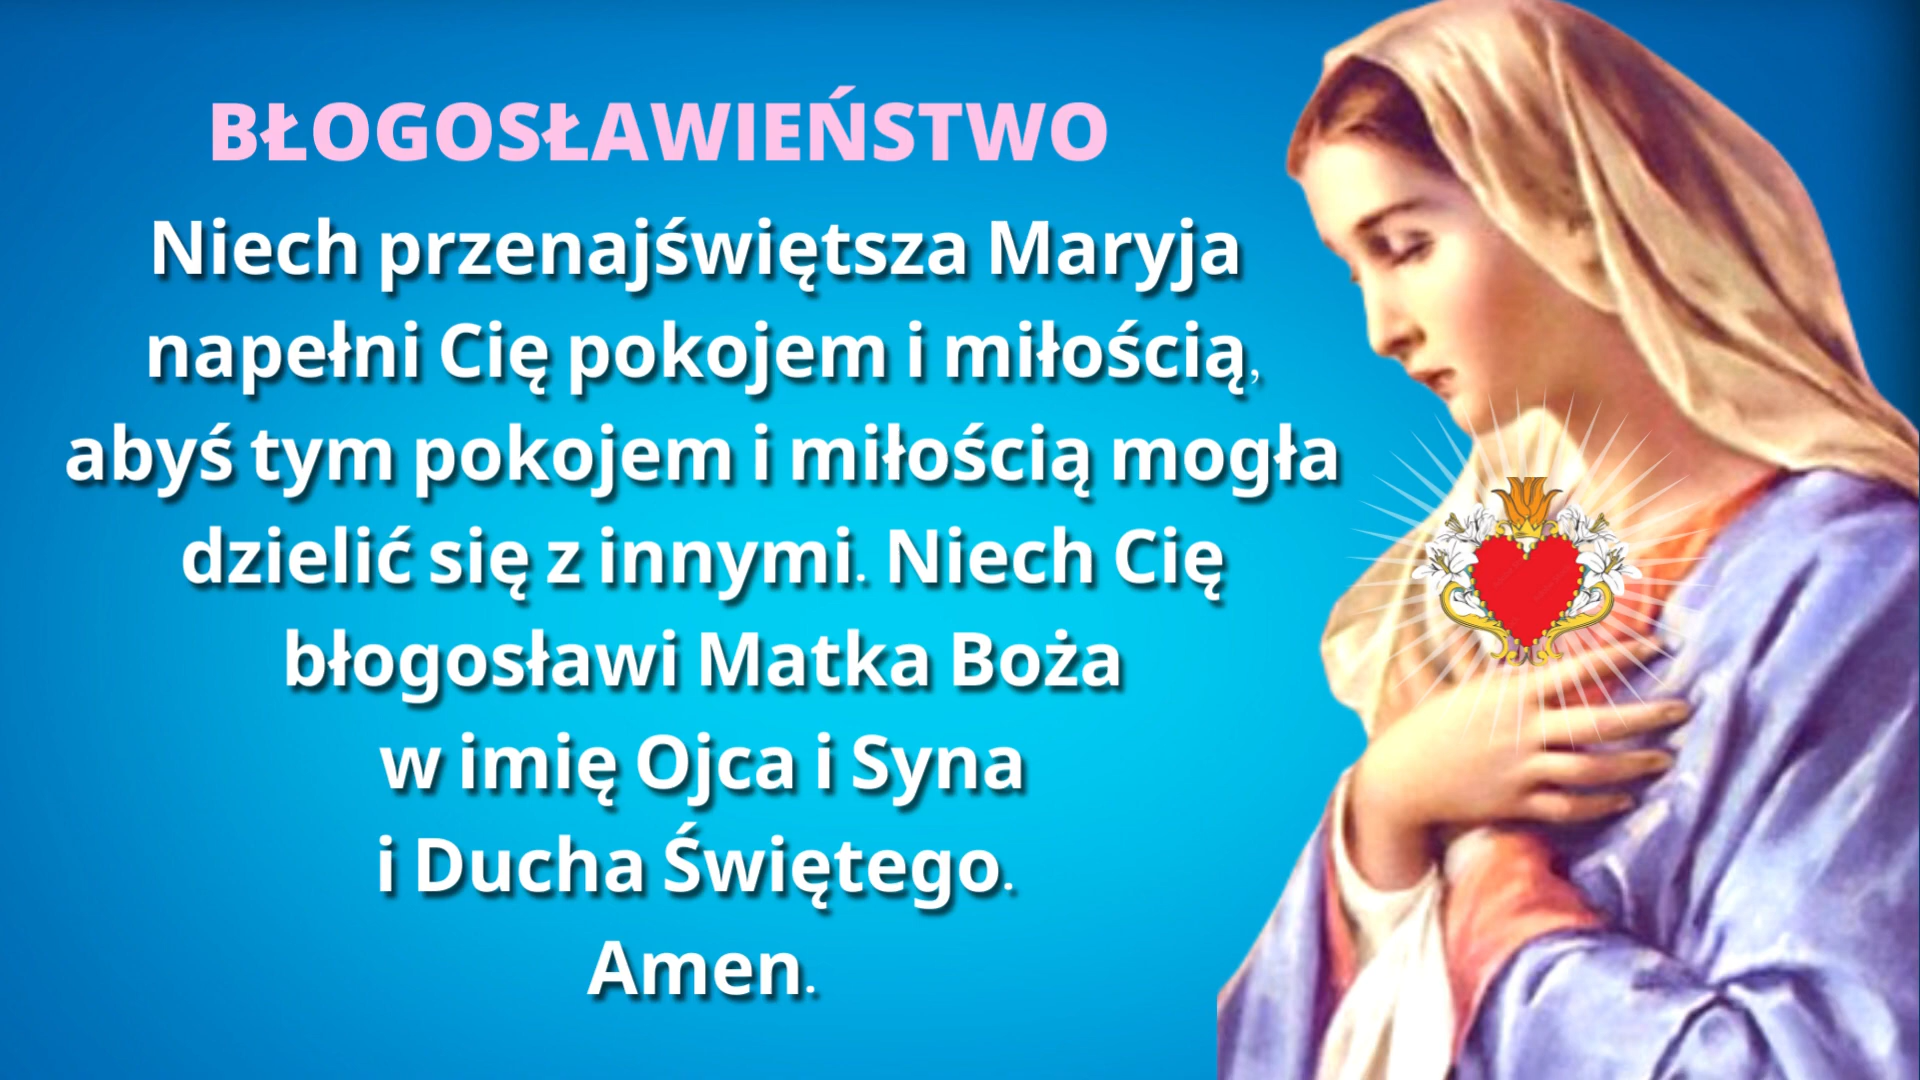 BŁOGOSŁAWIEŃSTWO
Niech przenajświętsza Maryja
napełni Cię pokojem i miłością,
abyś tym pokojem i miłością mogła
dzielić się z innymi. Niech Cię
błogosławi Matka Boża
w imię Ojca i Syna
i Ducha Świętego.
Amen.